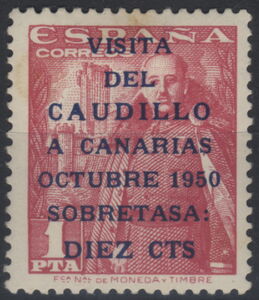 ESPAÑA
CORREOS
VISITA
DEL
CAUDILLO
A CANARIAS
OCTUBRE 1950
SOBRETASA:
DIEZ CTS
1
PTA
FCA NAL DE MONEDA Y TIMBRE